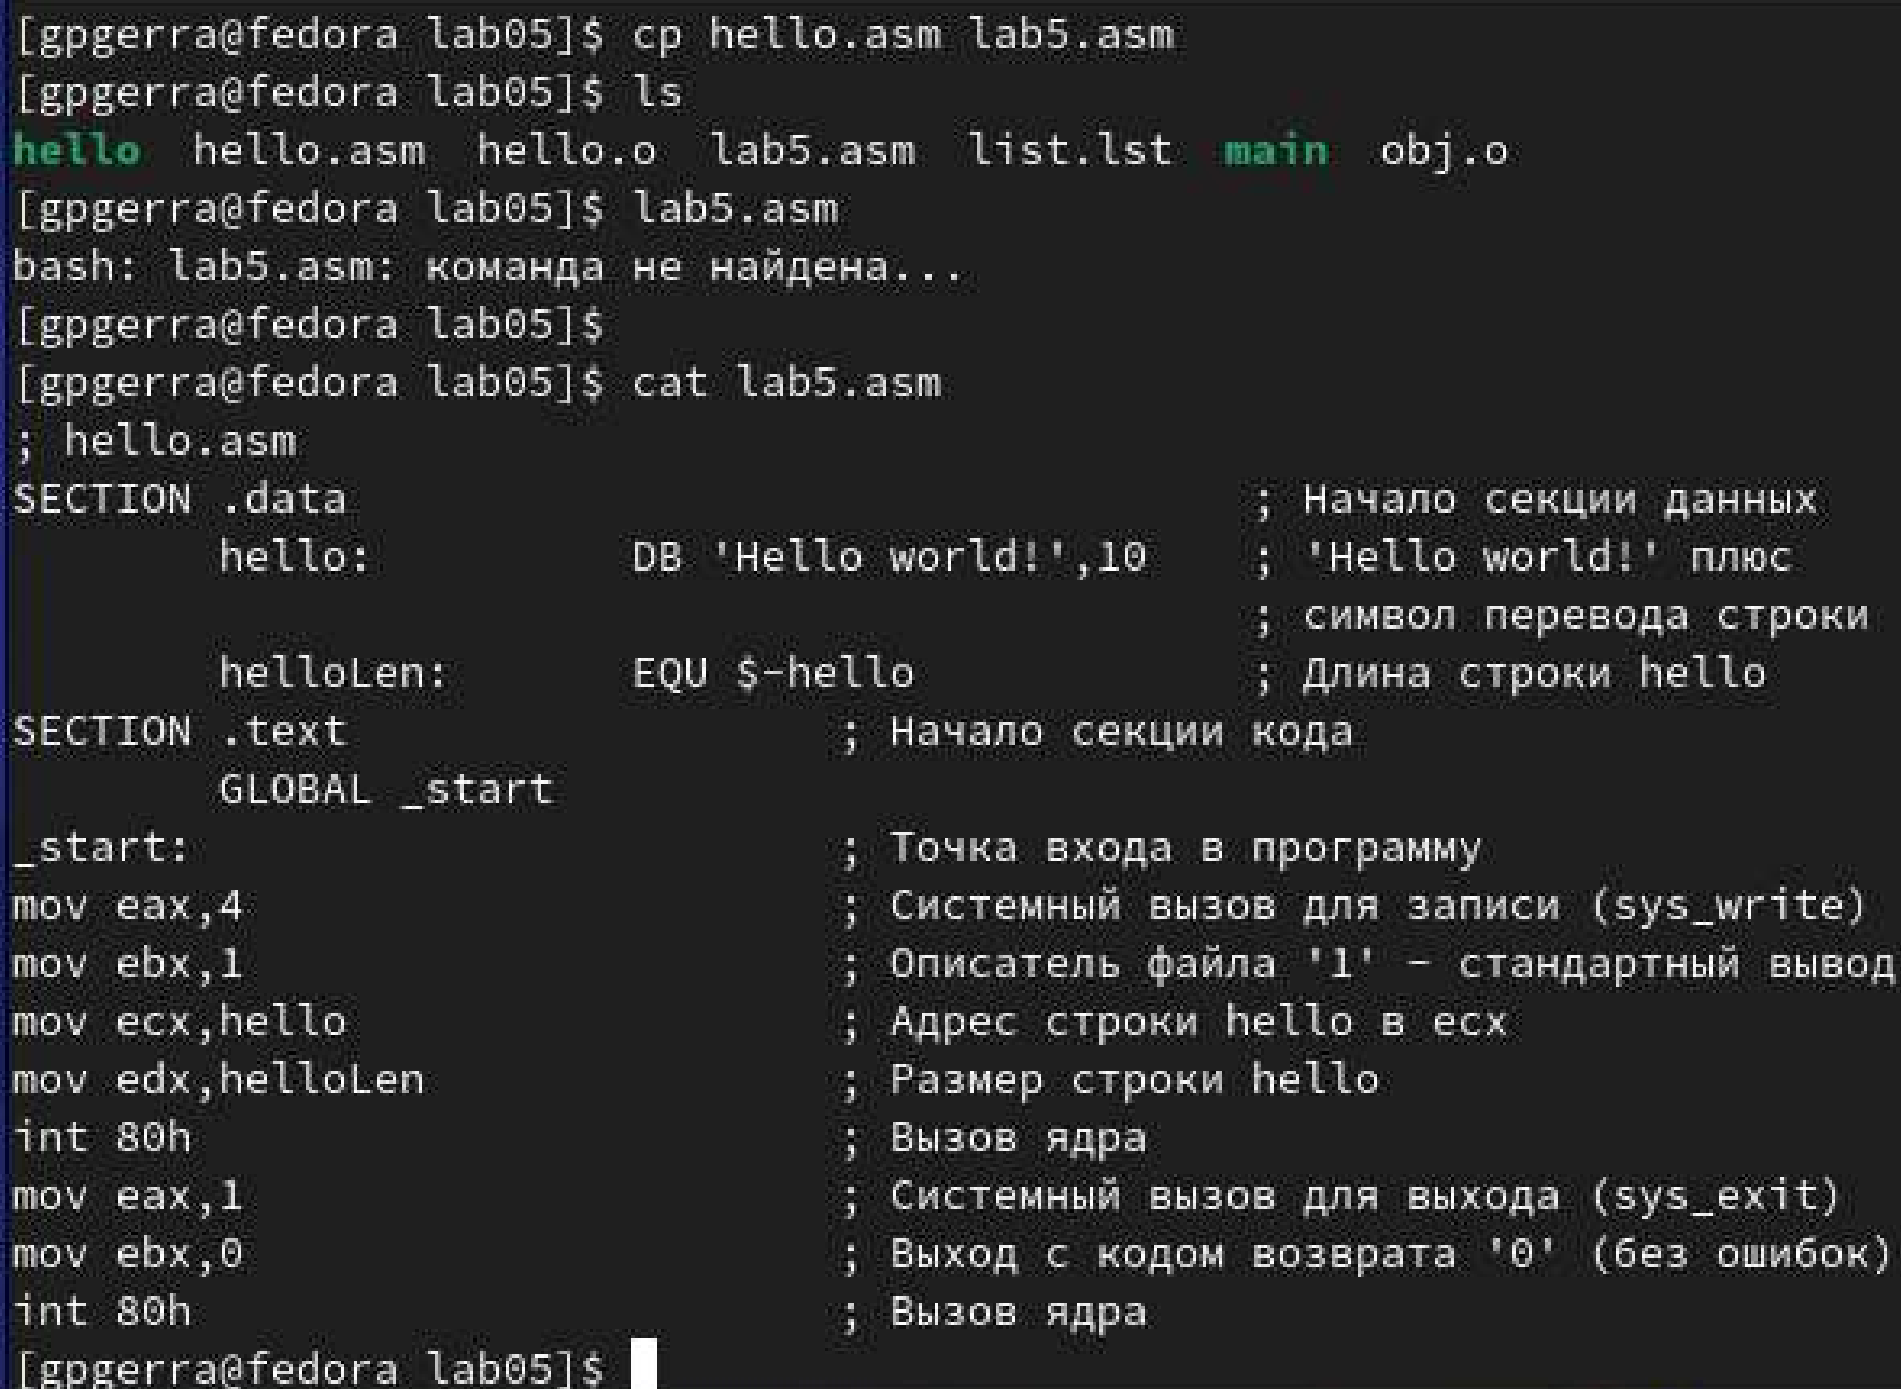 [gpgerra@fedora lab05]$ cp hello.asm lab5.asm
[gpgerra@fedora lab05]$ ls
hello  hello.asm  hello.o  lab5.asm  list.lst  main  obj.o
[gpgerra@fedora lab05]$ lab5.asm
bash: lab5.asm: команда не найдена...
[gpgerra@fedora lab05]$
[gpgerra@fedora lab05]$ cat lab5.asm
; hello.asm
SECTION .data                                   ; Начало секции данных
        hello:          DB 'Hello world!',10    ; 'Hello world!' плюс
                                                ; символ перевода строки
        helloLen:       EQU $-hello             ; Длина строки hello
SECTION .text                   ; Начало секции кода
        GLOBAL _start
_start:                         ; Точка входа в программу
mov eax,4                       ; Системный вызов для записи (sys_write)
mov ebx,1                       ; Описатель файла '1' - стандартный вывод
mov ecx,hello                   ; Адрес строки hello в ecx
mov edx,helloLen                ; Размер строки hello
int 80h                         ; Вызов ядра
mov eax,1                       ; Системный вызов для выхода (sys_exit)
mov ebx,0                       ; Выход с кодом возврата '0' (без ошибок)
int 80h                         ; Вызов ядра
[gpgerra@fedora lab05]$